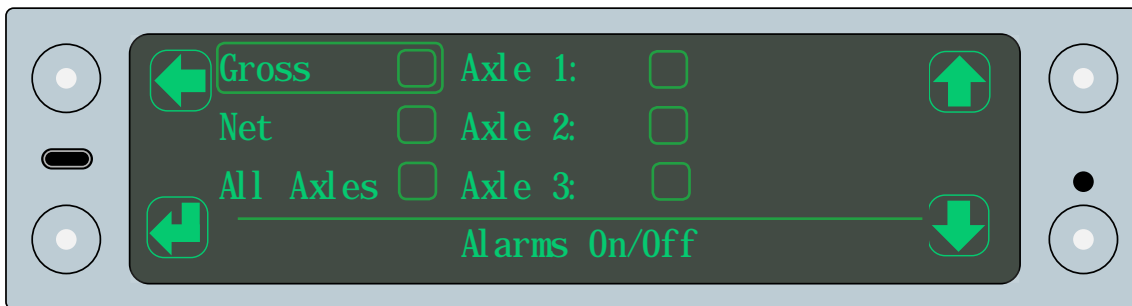 Gross Axle 1:
Net Axle 2:
All Axles Axle 3:
Alarms On/Off